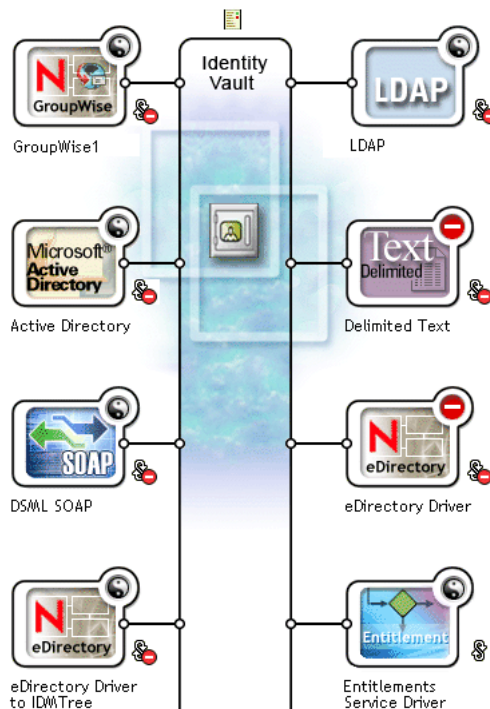 Identity
Vault
N
GroupWise
GroupWise1
LDAP
LDAP
Microsoft®
Active
Directory
Active Directory
Text
Delimited
Delimited Text
SOAP
DSML SOAP
N
eDirectory
eDirectory Driver
N
eDirectory
eDirectory Driver
to IDMTree
Entitlement
Entitlements
Service Driver